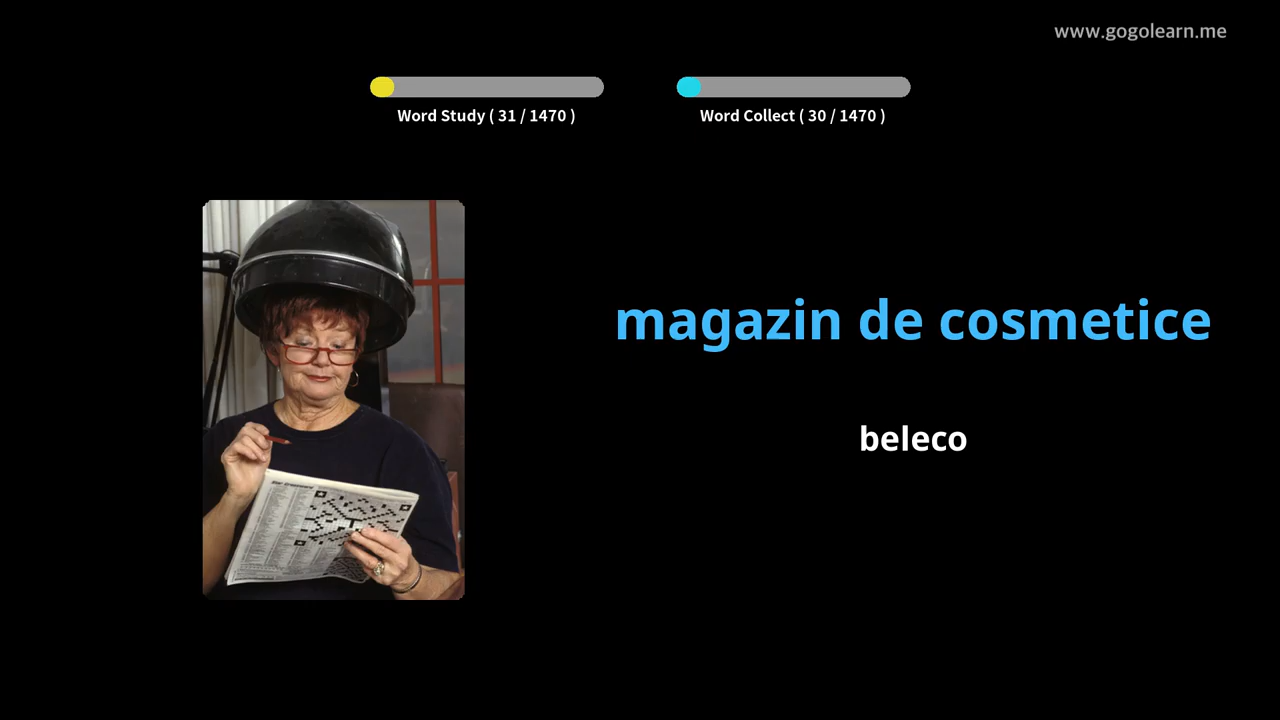 www.gogolearn.me
Word Study ( 31 / 1470 )
Word Collect ( 30 / 1470 )
magazin de cosmetice
beleco